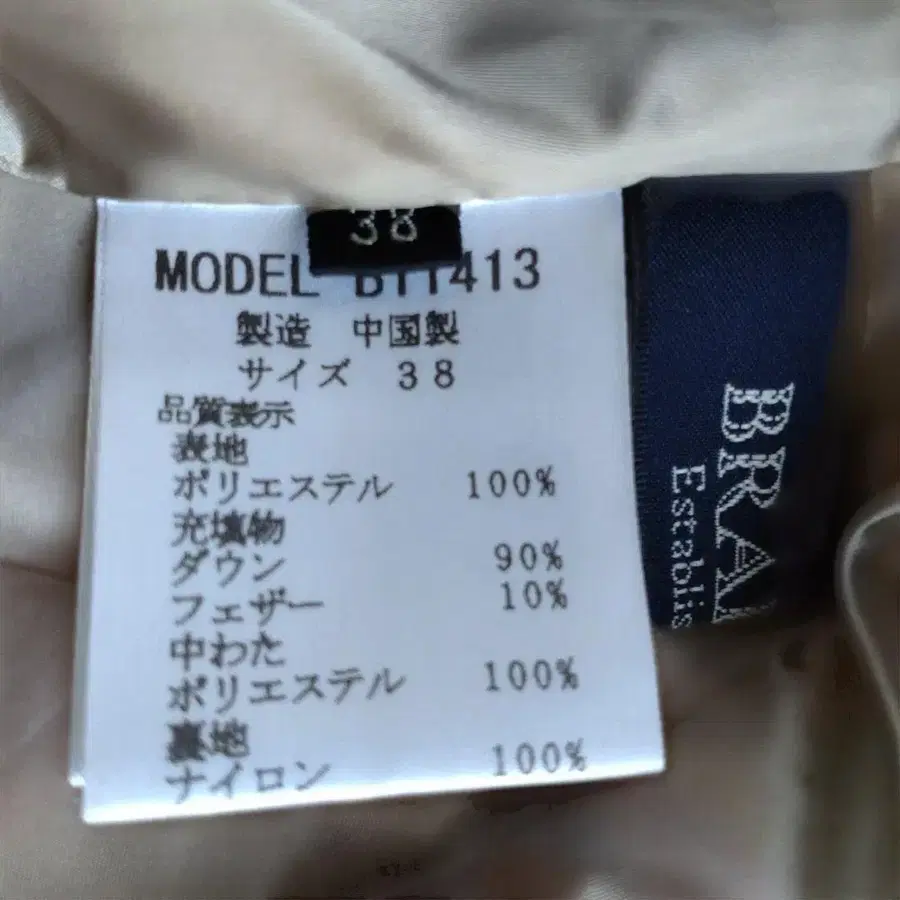 38
MODEL B11413
製造 中国製
サイズ 38
品質表示
表地
ポリエステル 100%
充填物
ダウン 90%
フェザー 10%
中わた
ポリエステル 100%
裏地
ナイロン 100%
BRA
Establis